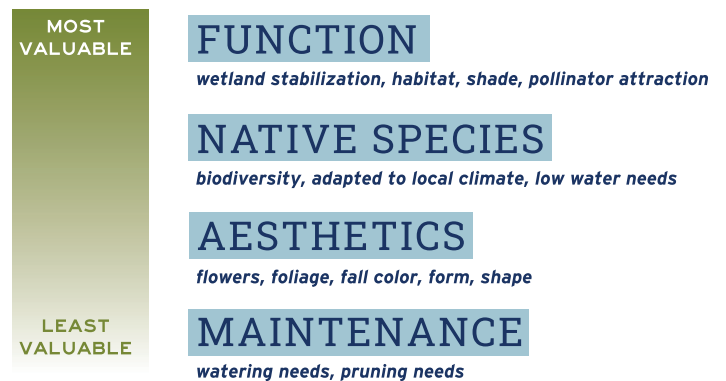 MOST
VALUABLE
FUNCTION
wetland stabilization, habitat, shade, pollinator attraction
NATIVE SPECIES
biodiversity, adapted to local climate, low water needs
AESTHETICS
flowers, foliage, fall color, form, shape
LEAST
VALUABLE
MAINTENANCE
watering needs, pruning needs